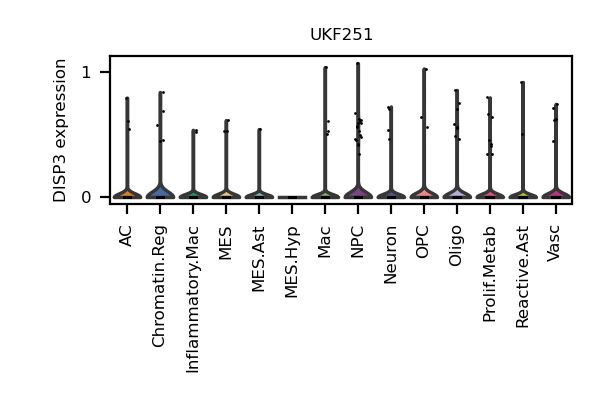 UKF251
DISP3 expression
1
0
AC
Chromatin.Reg
Inflammatory.Mac
MES
MES.Ast
MES.Hyp
Mac
NPC
Neuron
OPC
Oligo
Prolif.Metab
Reactive.Ast
Vasc